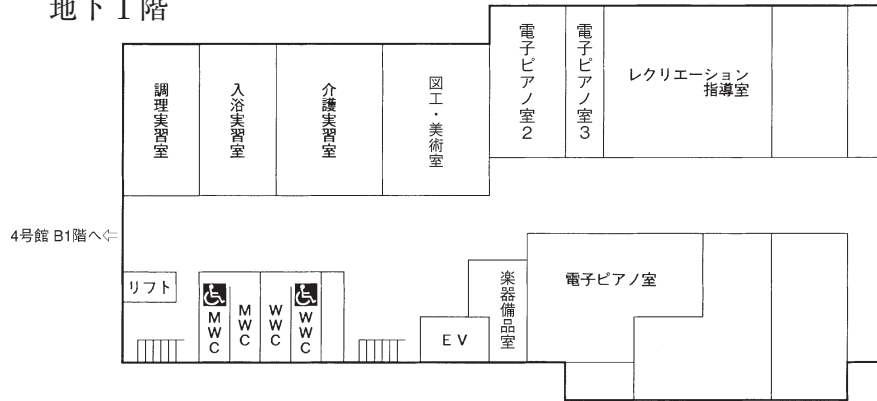 地下1階
調理実習室
入浴実習室
介護実習室
図工・美術室
電子ピアノ室2
電子ピアノ室3
レクリエーション
指導室
4号館 B1階へ⇦
リフト
MWC
MWC
WWC
WWC
EV
楽器備品室
電子ピアノ室